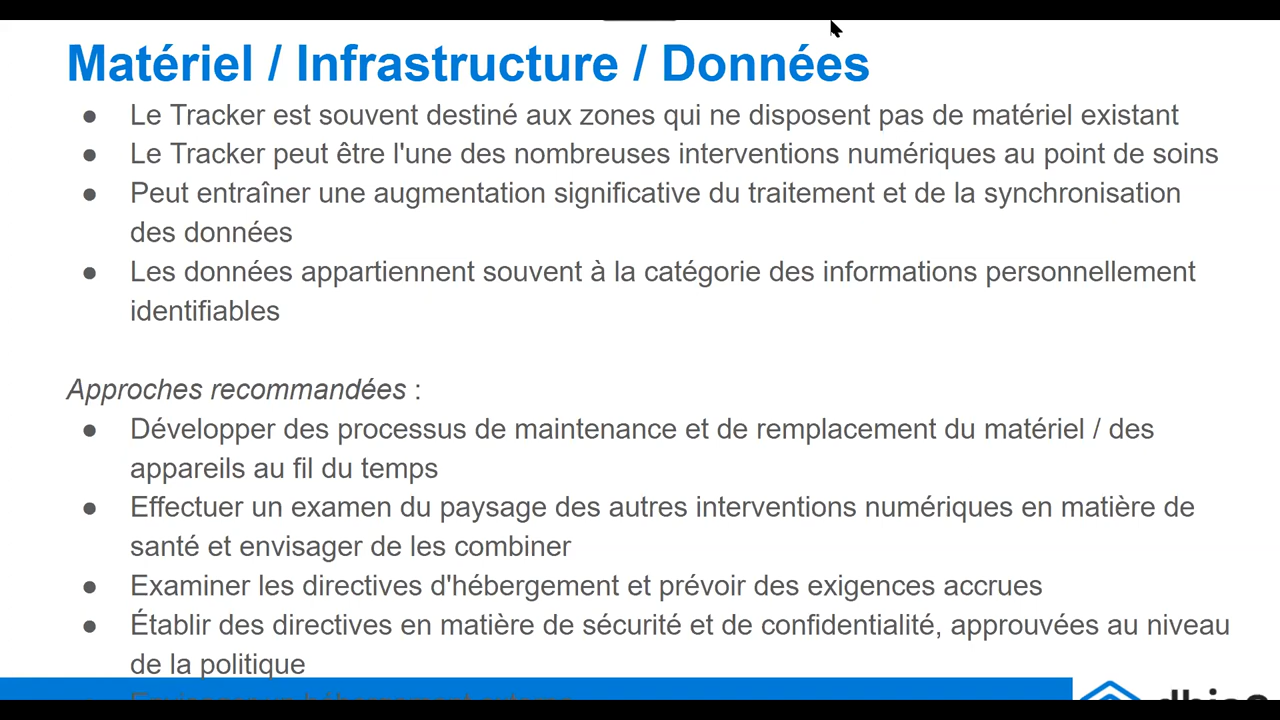 Matériel / Infrastructure / Données
● Le Tracker est souvent destiné aux zones qui ne disposent pas de matériel existant
● Le Tracker peut être l'une des nombreuses interventions numériques au point de soins
● Peut entraîner une augmentation significative du traitement et de la synchronisation
des données
● Les données appartiennent souvent à la catégorie des informations personnellement
identifiables
Approches recommandées :
● Développer des processus de maintenance et de remplacement du matériel / des
appareils au fil du temps
● Effectuer un examen du paysage des autres interventions numériques en matière de
santé et envisager de les combiner
● Examiner les directives d'hébergement et prévoir des exigences accrues
● Établir des directives en matière de sécurité et de confidentialité, approuvées au niveau
de la politique